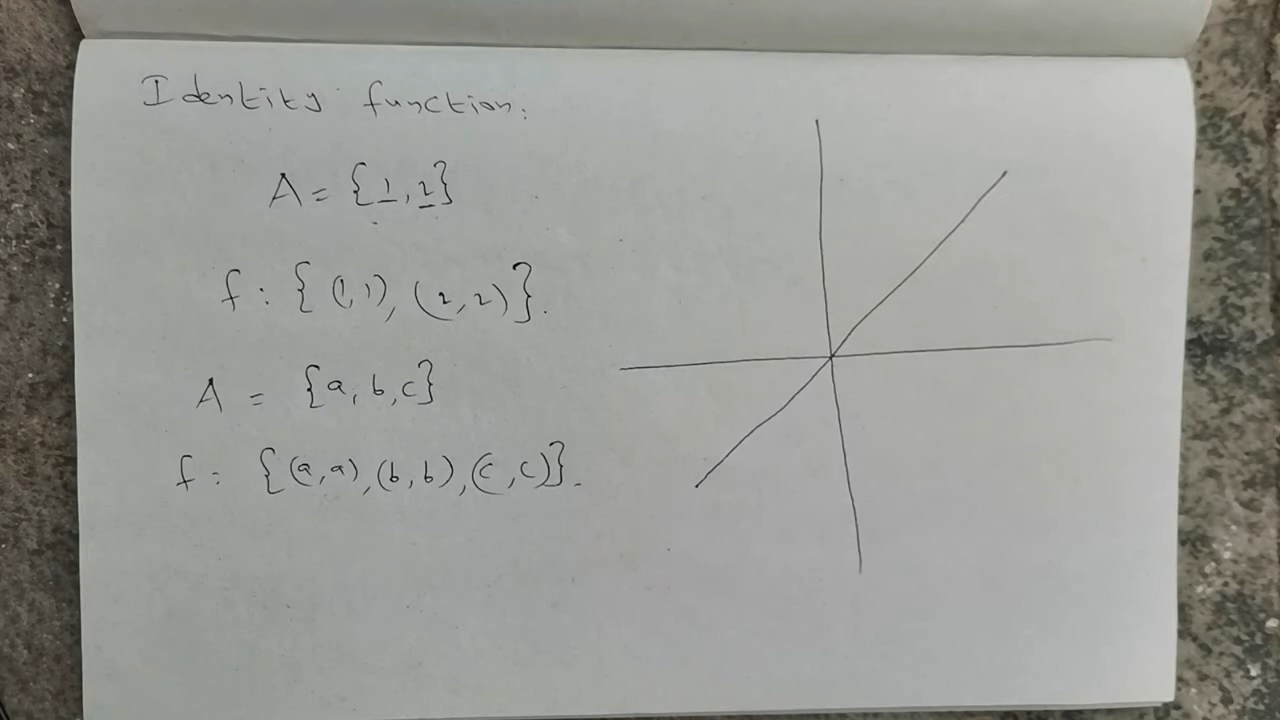 Identity function.
A = {1,2}
f: {(1,1), (2,2)}.
A = {a,b,c}
f: {(a,a),(b,b),(c,c)}.